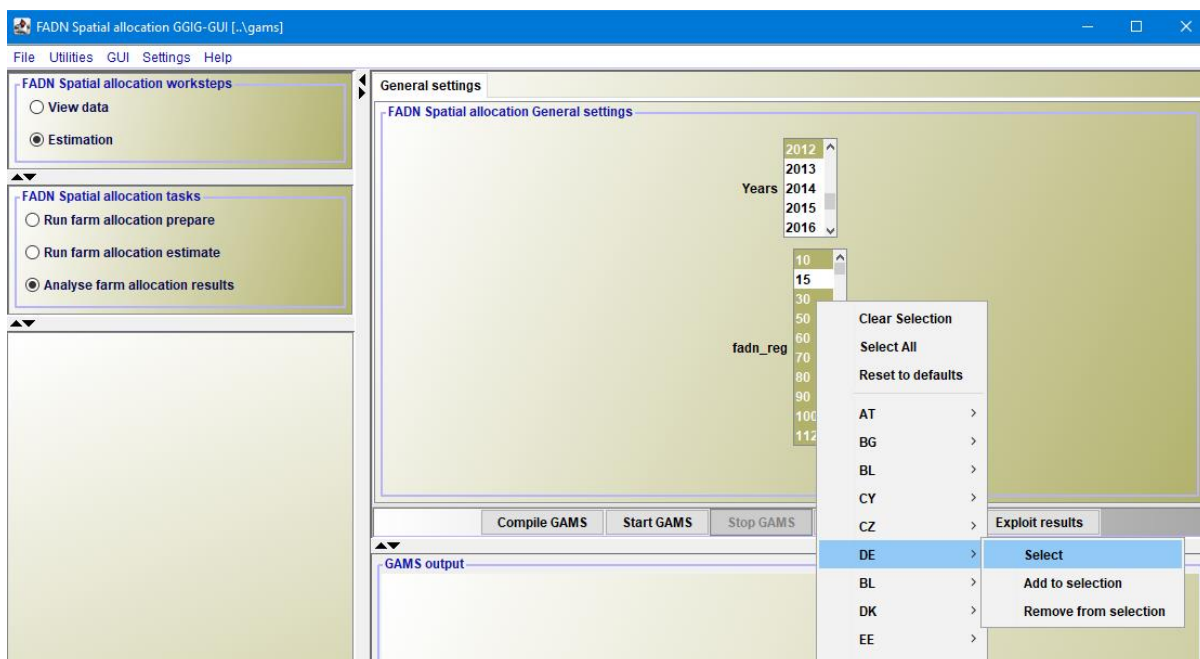 FADN Spatial allocation GGIG-GUI [..\gams]
File Utilities GUI Settings Help
FADN Spatial allocation worksteps
View data
Estimation
FADN Spatial allocation tasks
Run farm allocation prepare
Run farm allocation estimate
Analyse farm allocation results
General settings
FADN Spatial allocation General settings
Years
2012
2013
2014
2015
2016
fadn_reg
10
15
30
50
60
70
80
90
100
112
Clear Selection
Select All
Reset to defaults
AT
BG
BL
CY
CZ
DE
BL
DK
EE
Select
Add to selection
Remove from selection
Compile GAMS Start GAMS Stop GAMS Exploit results
GAMS output